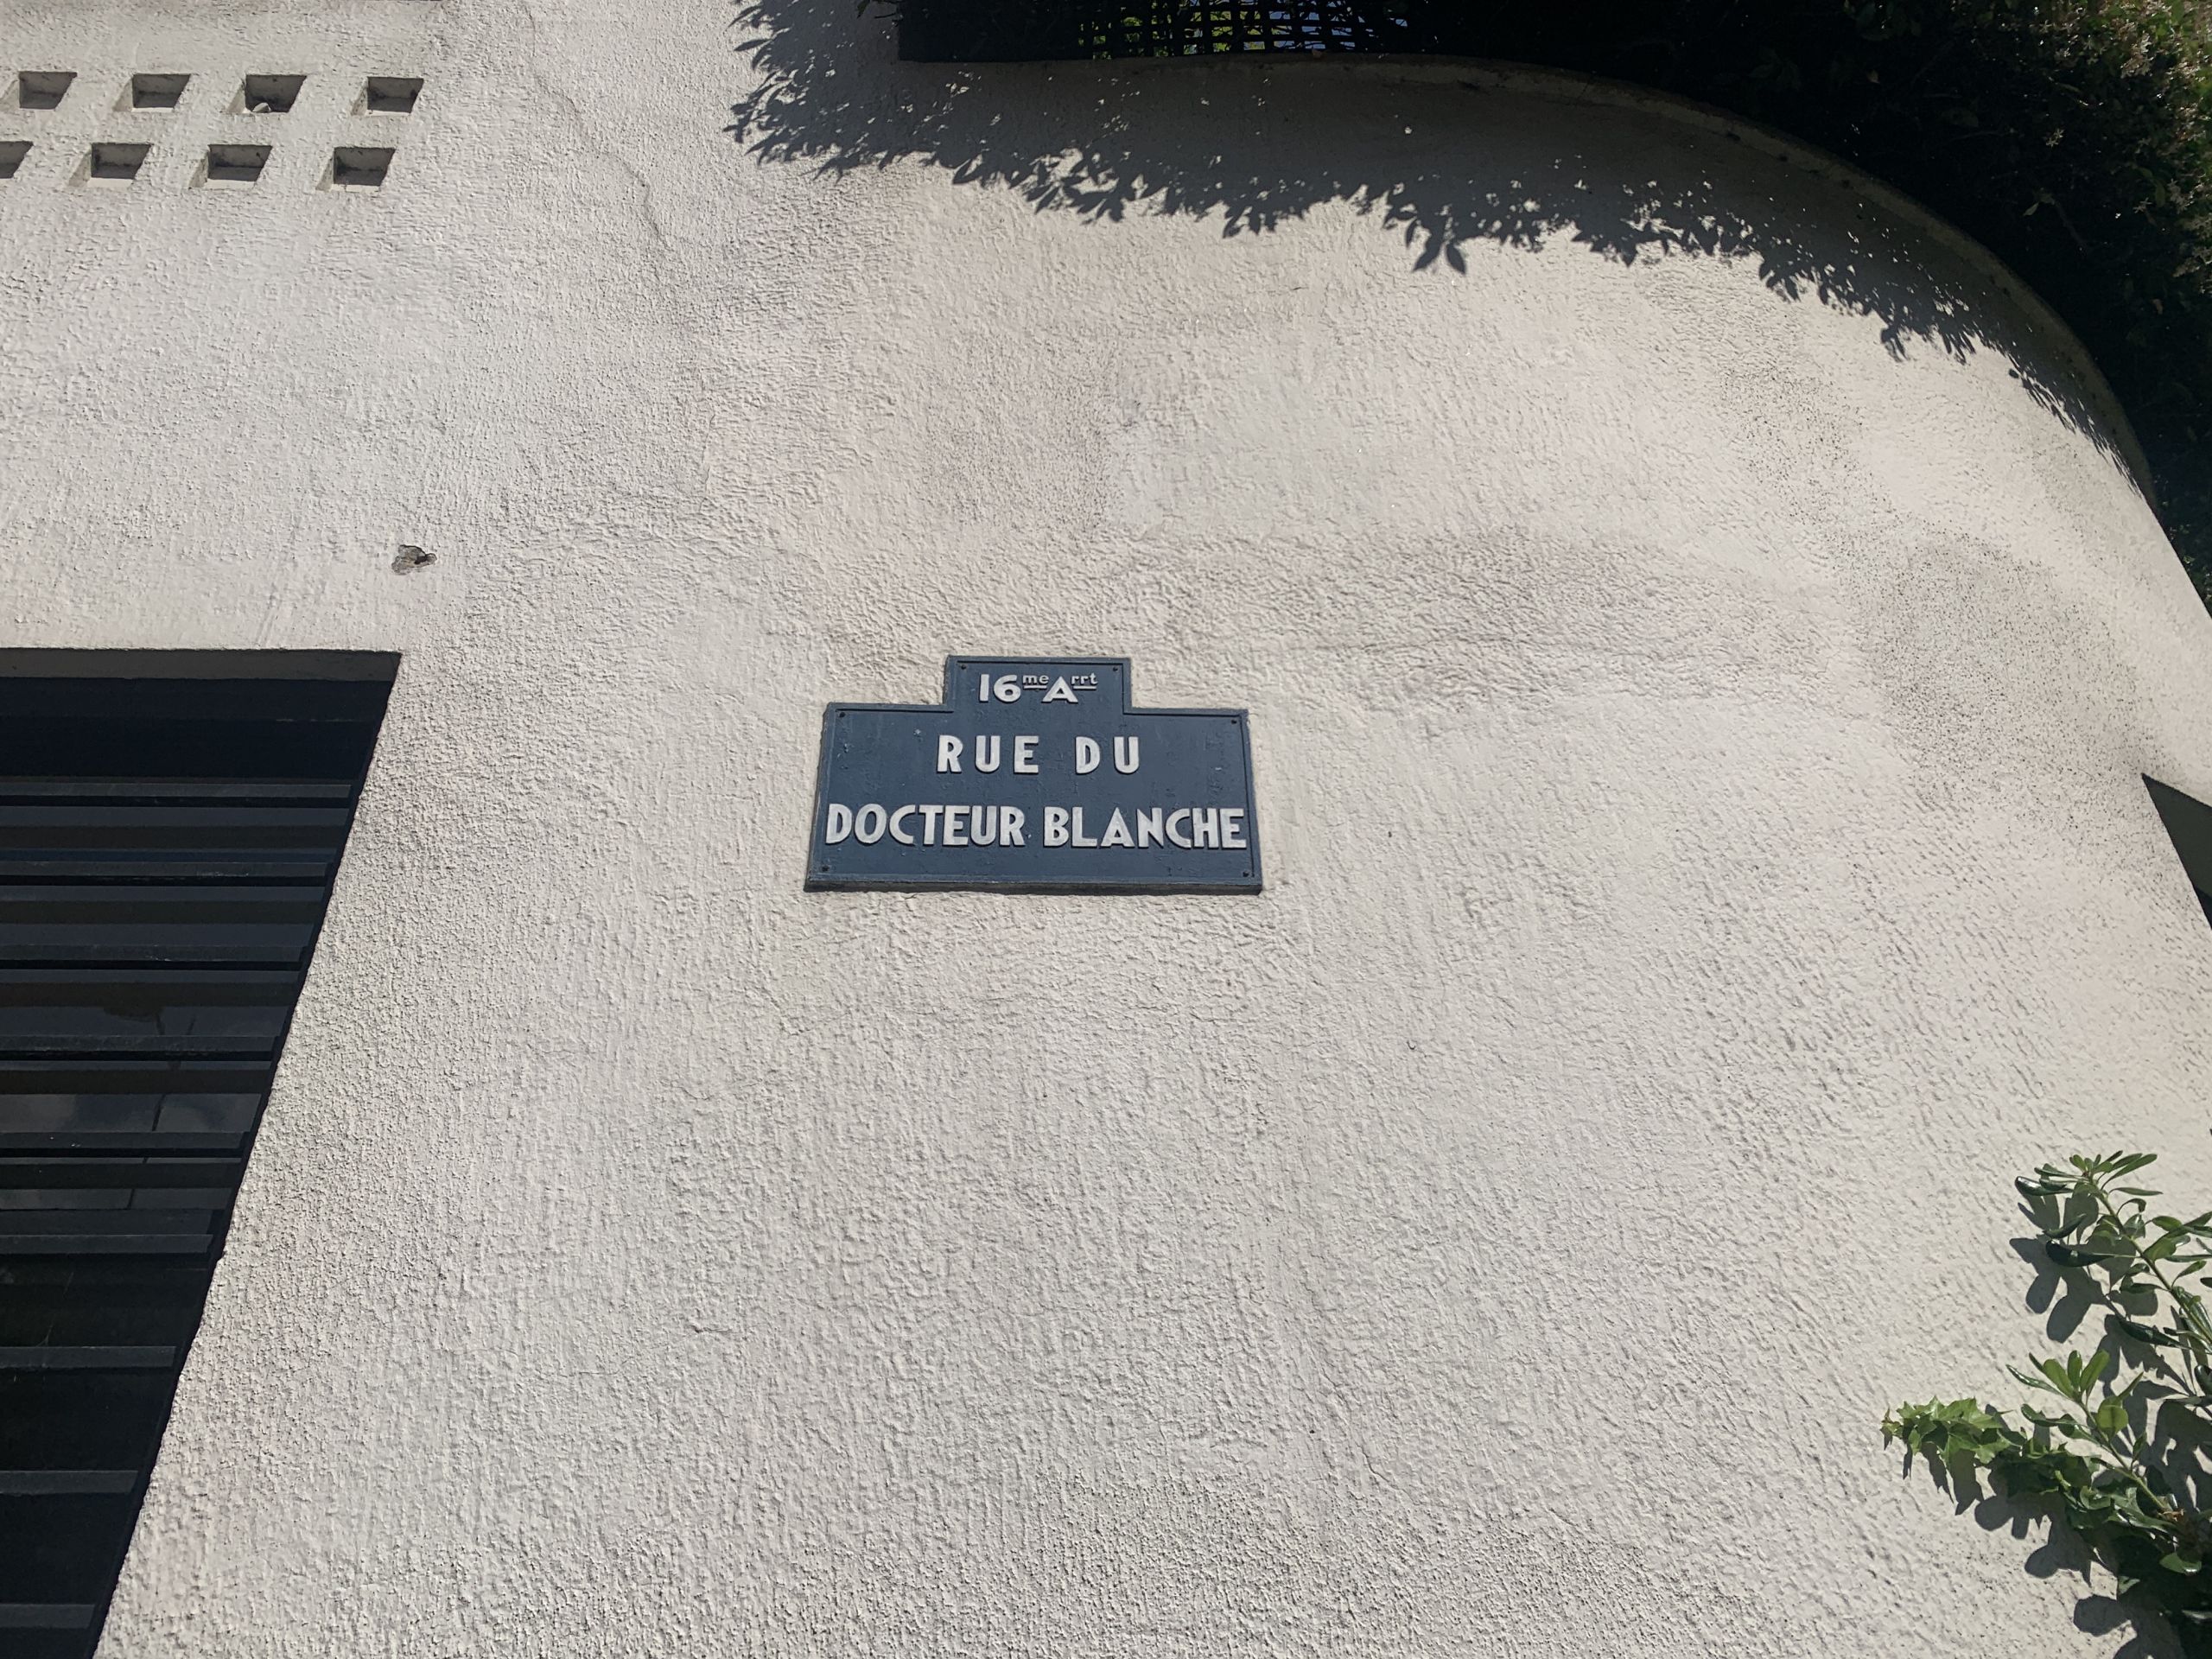 16me Arrt
RUE DU
DOCTEUR BLANCHE